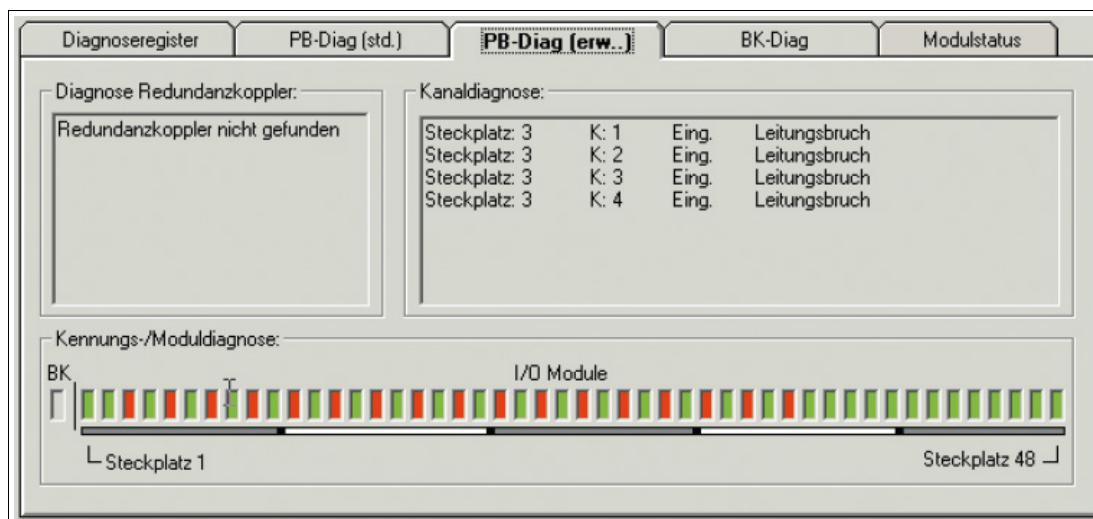 Diagnoseregister PB-Diag (std.) PB-Diag (erw..) BK-Diag Modulstatus
Diagnose Redundanzkoppler:
Redundanzkoppler nicht gefunden
Kanaldiagnose:
Steckplatz: 3 K: 1 Eing. Leitungsbruch
Steckplatz: 3 K: 2 Eing. Leitungsbruch
Steckplatz: 3 K: 3 Eing. Leitungsbruch
Steckplatz: 3 K: 4 Eing. Leitungsbruch
Kennungs-/Moduldiagnose:
BK I/O Module
Steckplatz 1 Steckplatz 48